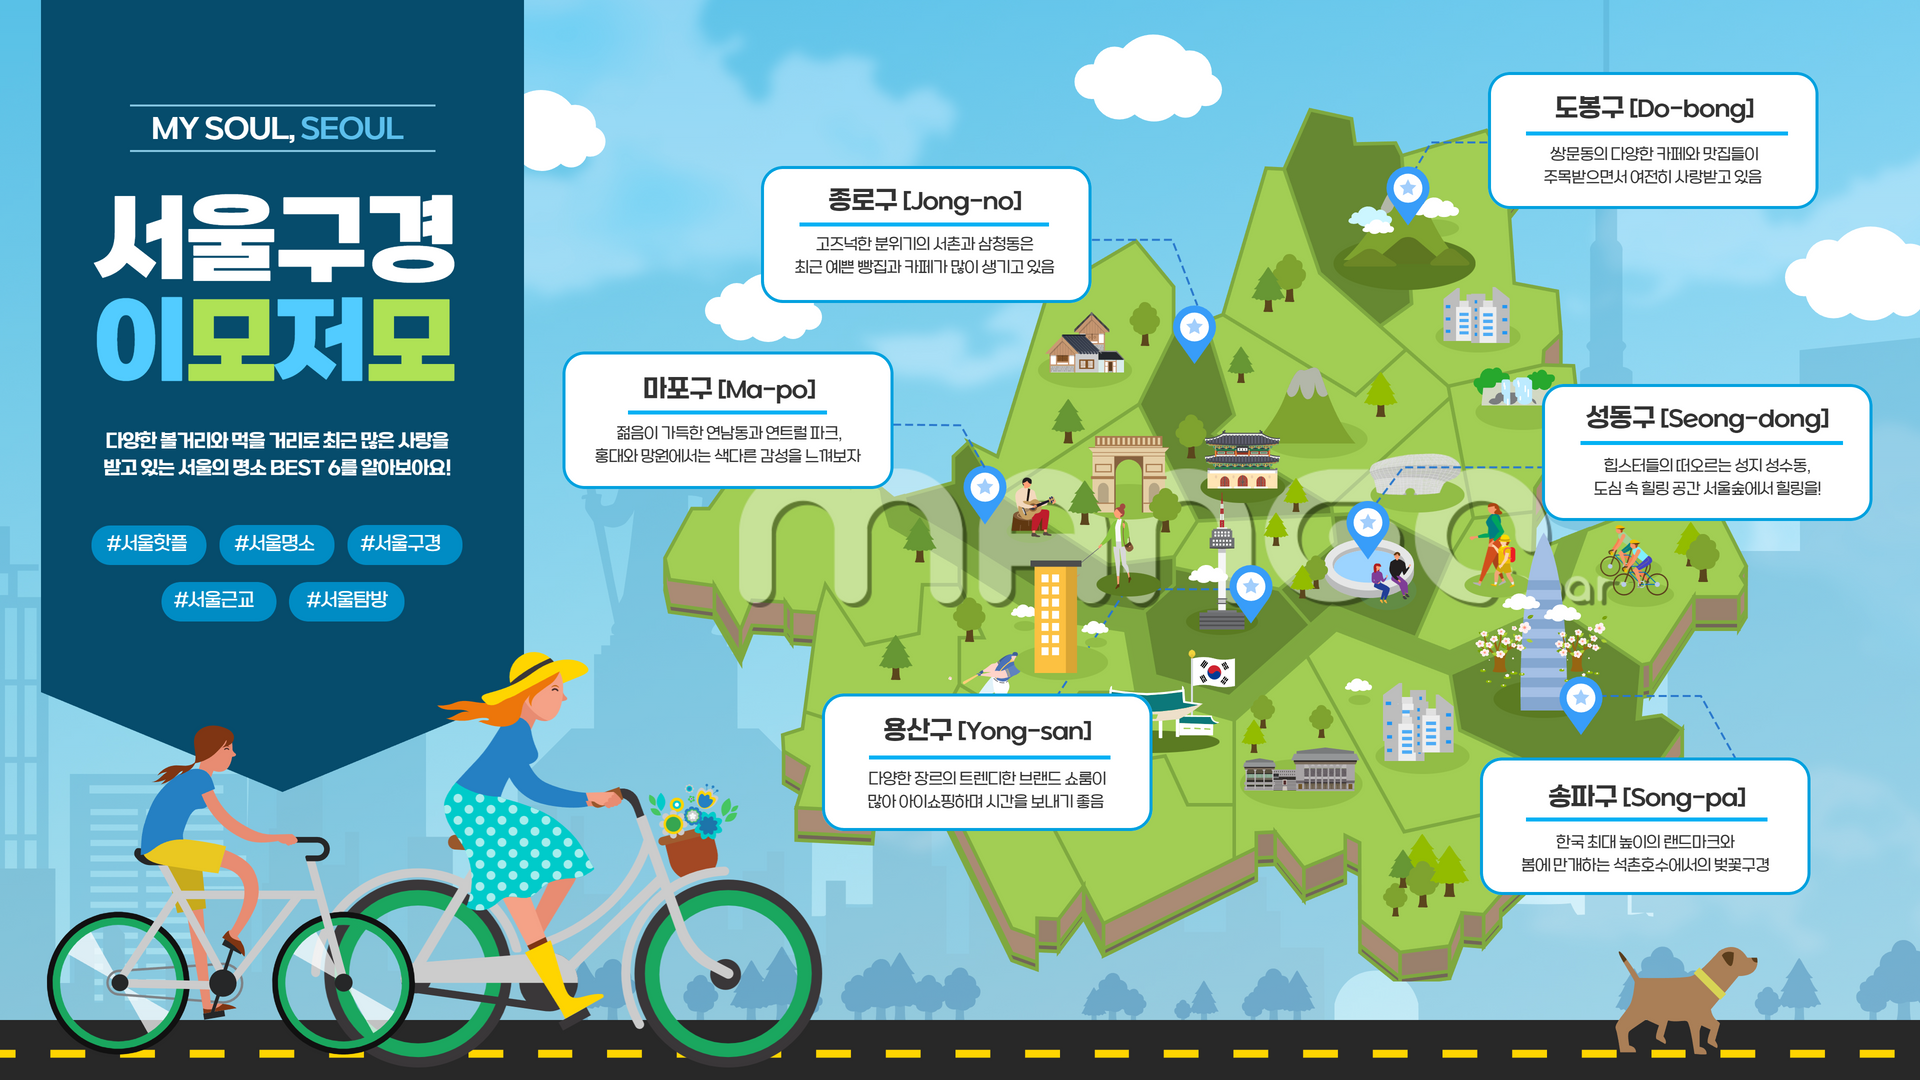 MY SOUL, SEOUL
서울구경
이모저모
다양한 볼거리와 먹을 거리로 최근 많은 사랑을
받고 있는 서울의 명소 BEST 6를 알아보아요!
#서울핫플 #서울명소 #서울구경
#서울근교 #서울탐방
도봉구 [Do-bong]
쌍문동의 다양한 카페와 맛집들이
주목받으면서 여전히 사랑받고 있음
종로구 [Jong-no]
고즈넉한 분위기의 서촌과 삼청동은
최근 예쁜 빵집과 카페가 많이 생기고 있음
마포구 [Ma-po]
젊음이 가득한 연남동과 연트럴 파크,
홍대와 망원에서는 색다른 감성을 느껴보자
성동구 [Seong-dong]
힙스터들의 떠오르는 성지 성수동,
도심 속 힐링 공간 서울숲에서 힐링을!
용산구 [Yong-san]
다양한 장르의 트렌디한 브랜드 쇼룸이
많아 아이쇼핑하며 시간을 보내기 좋음
송파구 [Song-pa]
한국 최대 높이의 랜드마크와
봄에 만개하는 석촌호수에서의 벚꽃구경